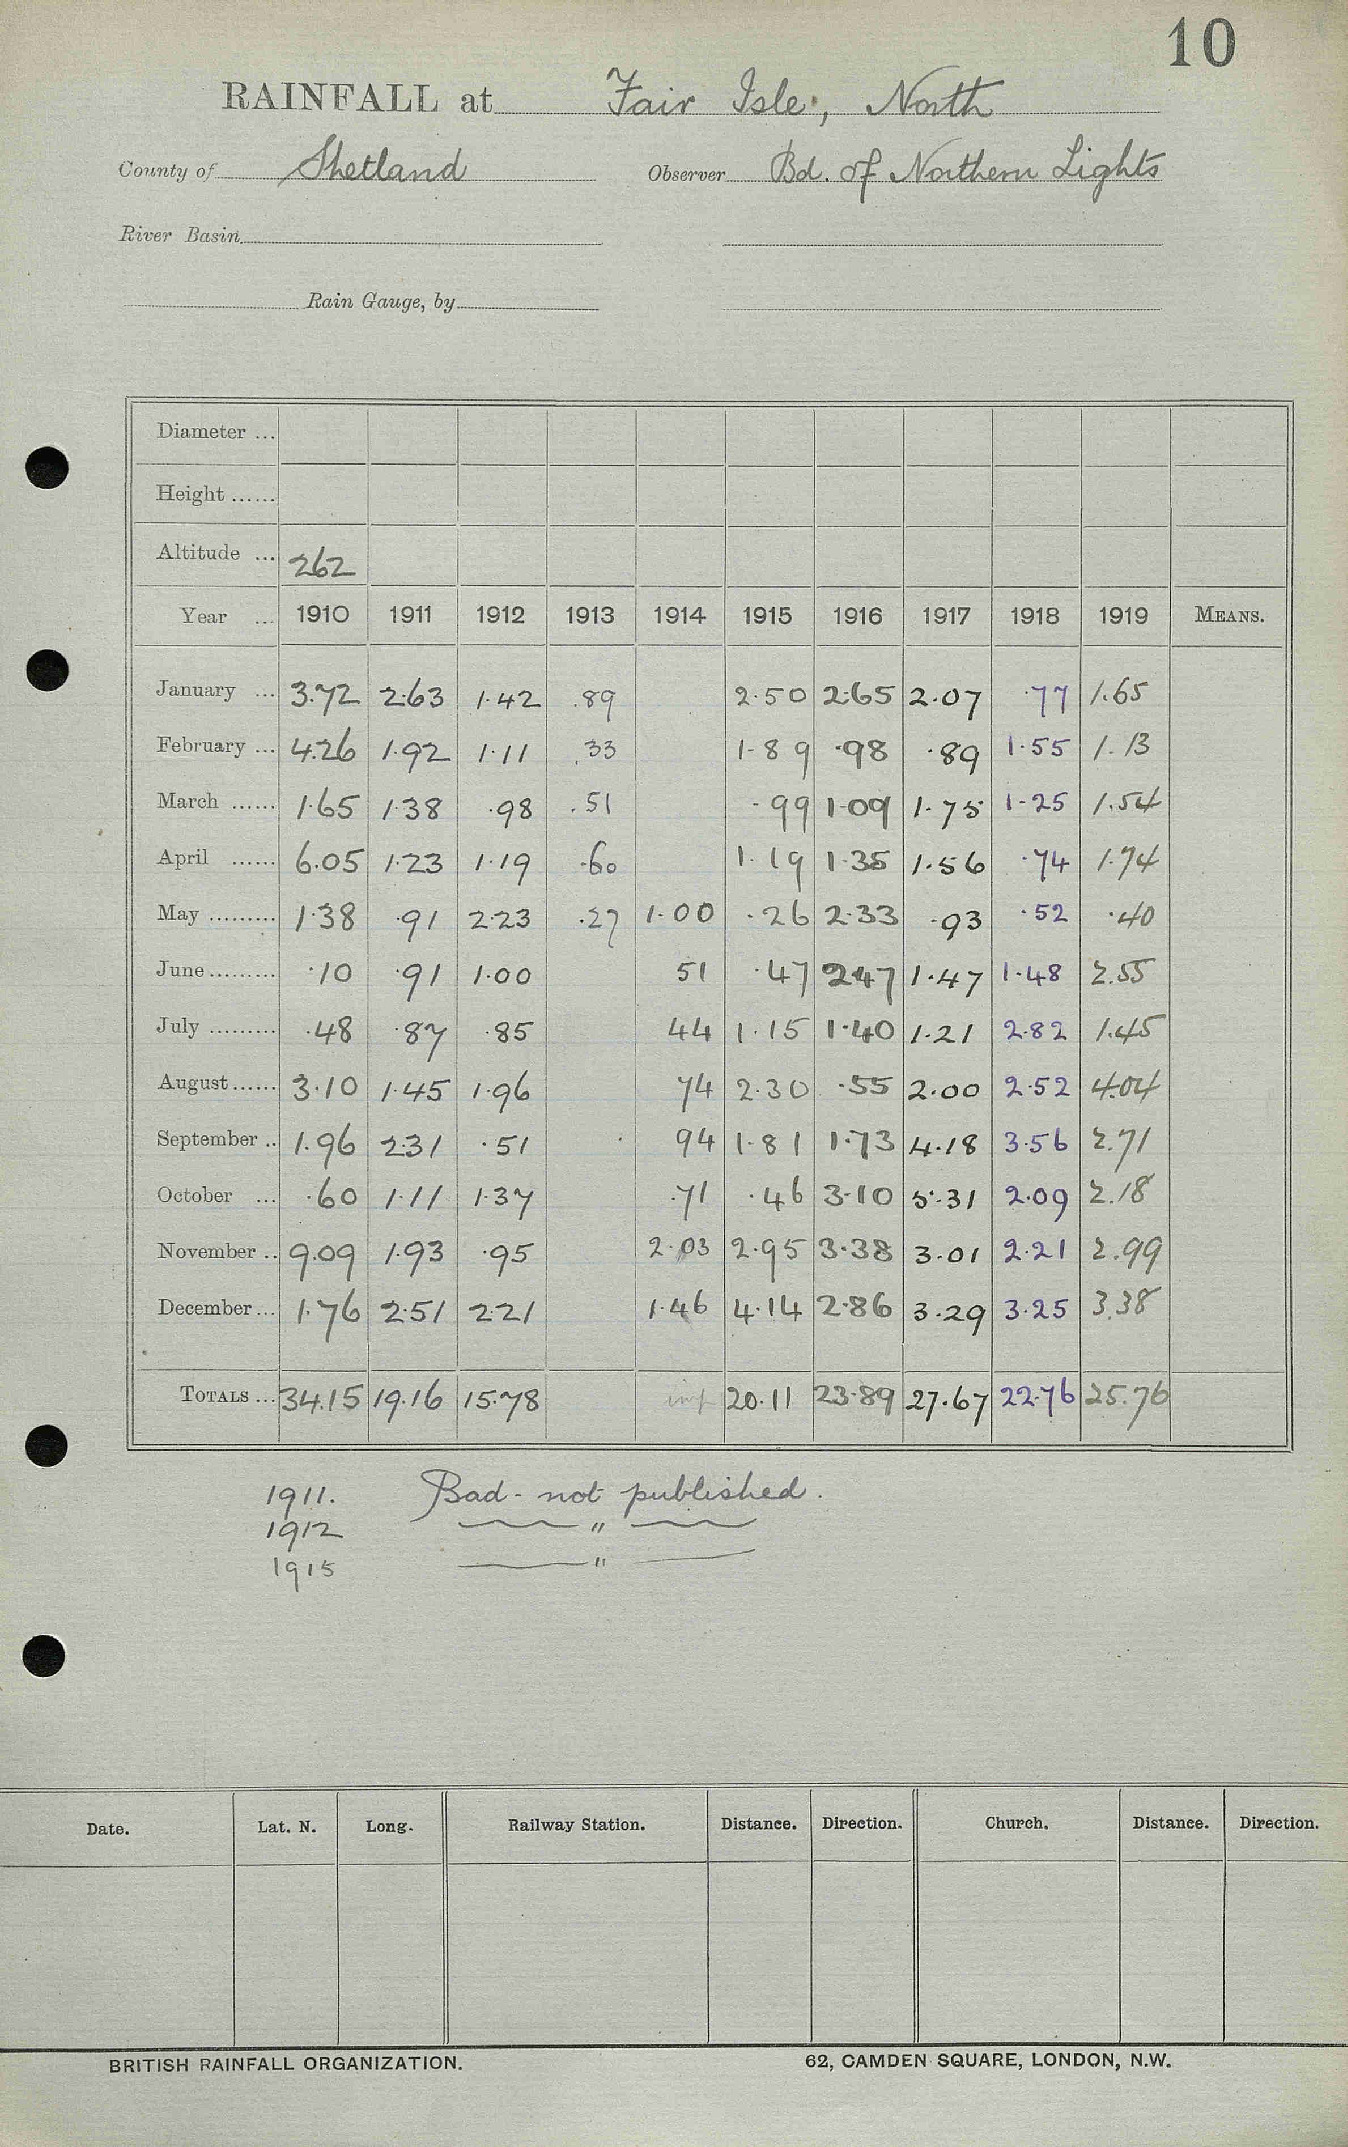 10
RAINFALL at Fair Isle, North
County of Shetland Observer Bd. of Northern Lights
River Basin
Rain Gauge, by
Diameter ...
Height ......
Altitude ... 262
Year ... 1910 1911 1912 1913 1914 1915 1916 1917 1918 1919 MEANS.
January ... 3.72 2.63 1.42 .89 2.50 2.65 2.07 .77 1.65
February ... 4.26 1.92 1.11 .33 1.89 .98 .89 1.55 1.13
March ...... 1.65 1.38 .98 .51 .99 1.09 1.75 1.25 1.54
April ...... 6.05 1.23 1.19 .60 1.19 1.35 1.56 .74 1.74
May ......... 1.38 .91 2.23 .27 1.00 .26 2.33 .93 .52 .40
June ......... .10 .91 1.00 51 .47 2.47 1.47 1.48 2.55
July ......... .48 .87 .85 44 1.15 1.40 1.21 2.82 1.45
August ...... 3.10 1.45 1.96 74 2.30 .55 2.00 2.52 4.04
September .. 1.96 2.31 .51 94 1.81 1.73 4.18 3.56 2.71
October ... .60 1.11 1.37 .71 .46 3.10 5.31 2.09 2.18
November .. 9.09 1.93 .95 2.03 2.95 3.38 3.01 2.21 2.99
December ... 1.76 2.51 2.21 1.46 4.14 2.86 3.29 3.25 3.38
TOTALS ... 34.15 19.16 15.78 imp 20.11 23.89 27.67 22.76 25.76
1911. Bad - not published.
1912 "
1915 "
Date. Lat. N. Long. Railway Station. Distance. Direction. Church. Distance. Direction.
BRITISH RAINFALL ORGANIZATION. 62, CAMDEN SQUARE, LONDON, N.W.